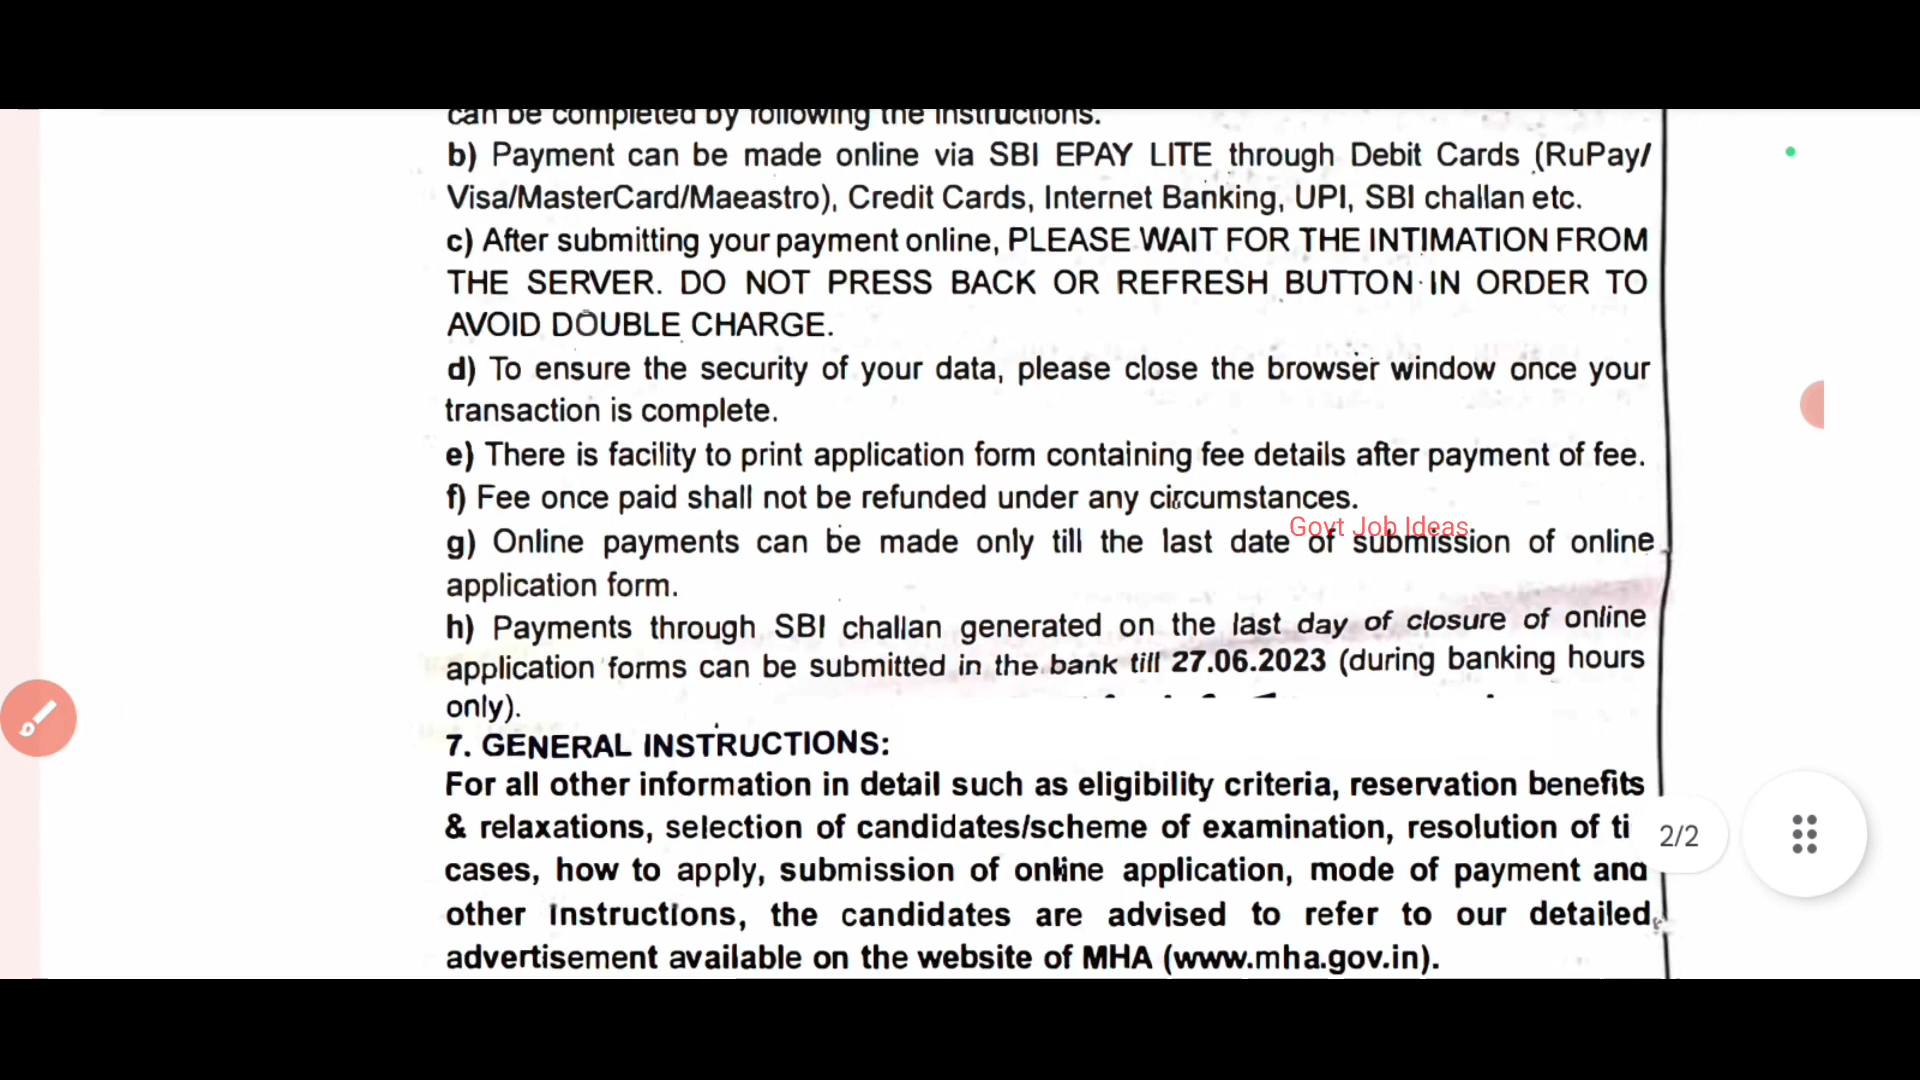 can be completed by following the instructions.
b) Payment can be made online via SBI EPAY LITE through Debit Cards (RuPay/
Visa/MasterCard/Maeastro), Credit Cards, Internet Banking, UPI, SBI challan etc.
c) After submitting your payment online, PLEASE WAIT FOR THE INTIMATION FROM
THE SERVER. DO NOT PRESS BACK OR REFRESH BUTTON IN ORDER TO
AVOID DOUBLE CHARGE.
d) To ensure the security of your data, please close the browser window once your
transaction is complete.
e) There is facility to print application form containing fee details after payment of fee.
f) Fee once paid shall not be refunded under any circumstances.
Govt Job Ideas
g) Online payments can be made only till the last date of submission of online
application form.
h) Payments through SBI challan generated on the last day of closure of online
application forms can be submitted in the bank till 27.06.2023 (during banking hours
only).
7. GENERAL INSTRUCTIONS:
For all other information in detail such as eligibility criteria, reservation benefits
& relaxations, selection of candidates/scheme of examination, resolution of ti
2/2
cases, how to apply, submission of online application, mode of payment and
other instructions, the candidates are advised to refer to our detailed
advertisement available on the website of MHA (www.mha.gov.in).